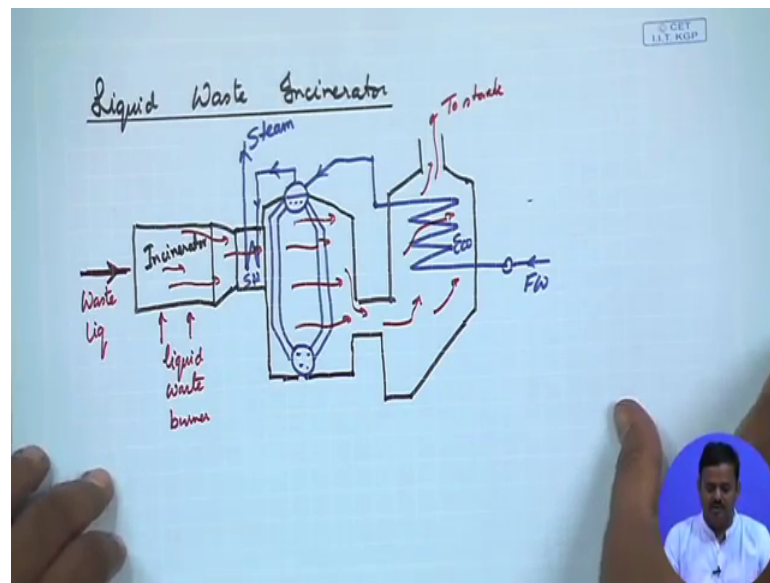 © CET
I.I.T. KGP
Liquid Waste Incinerator
To stack
Steam
Incinerator
SH
Eco
FW
Waste
Liq
liquid
waste
burner